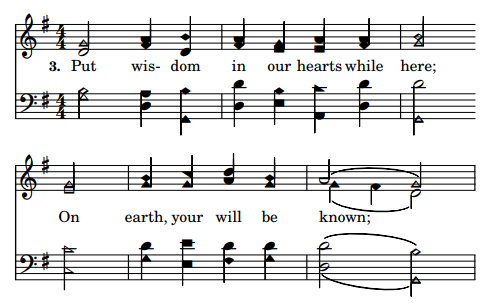 3. Put wis- dom in our hearts while here;
On earth, your will be known;